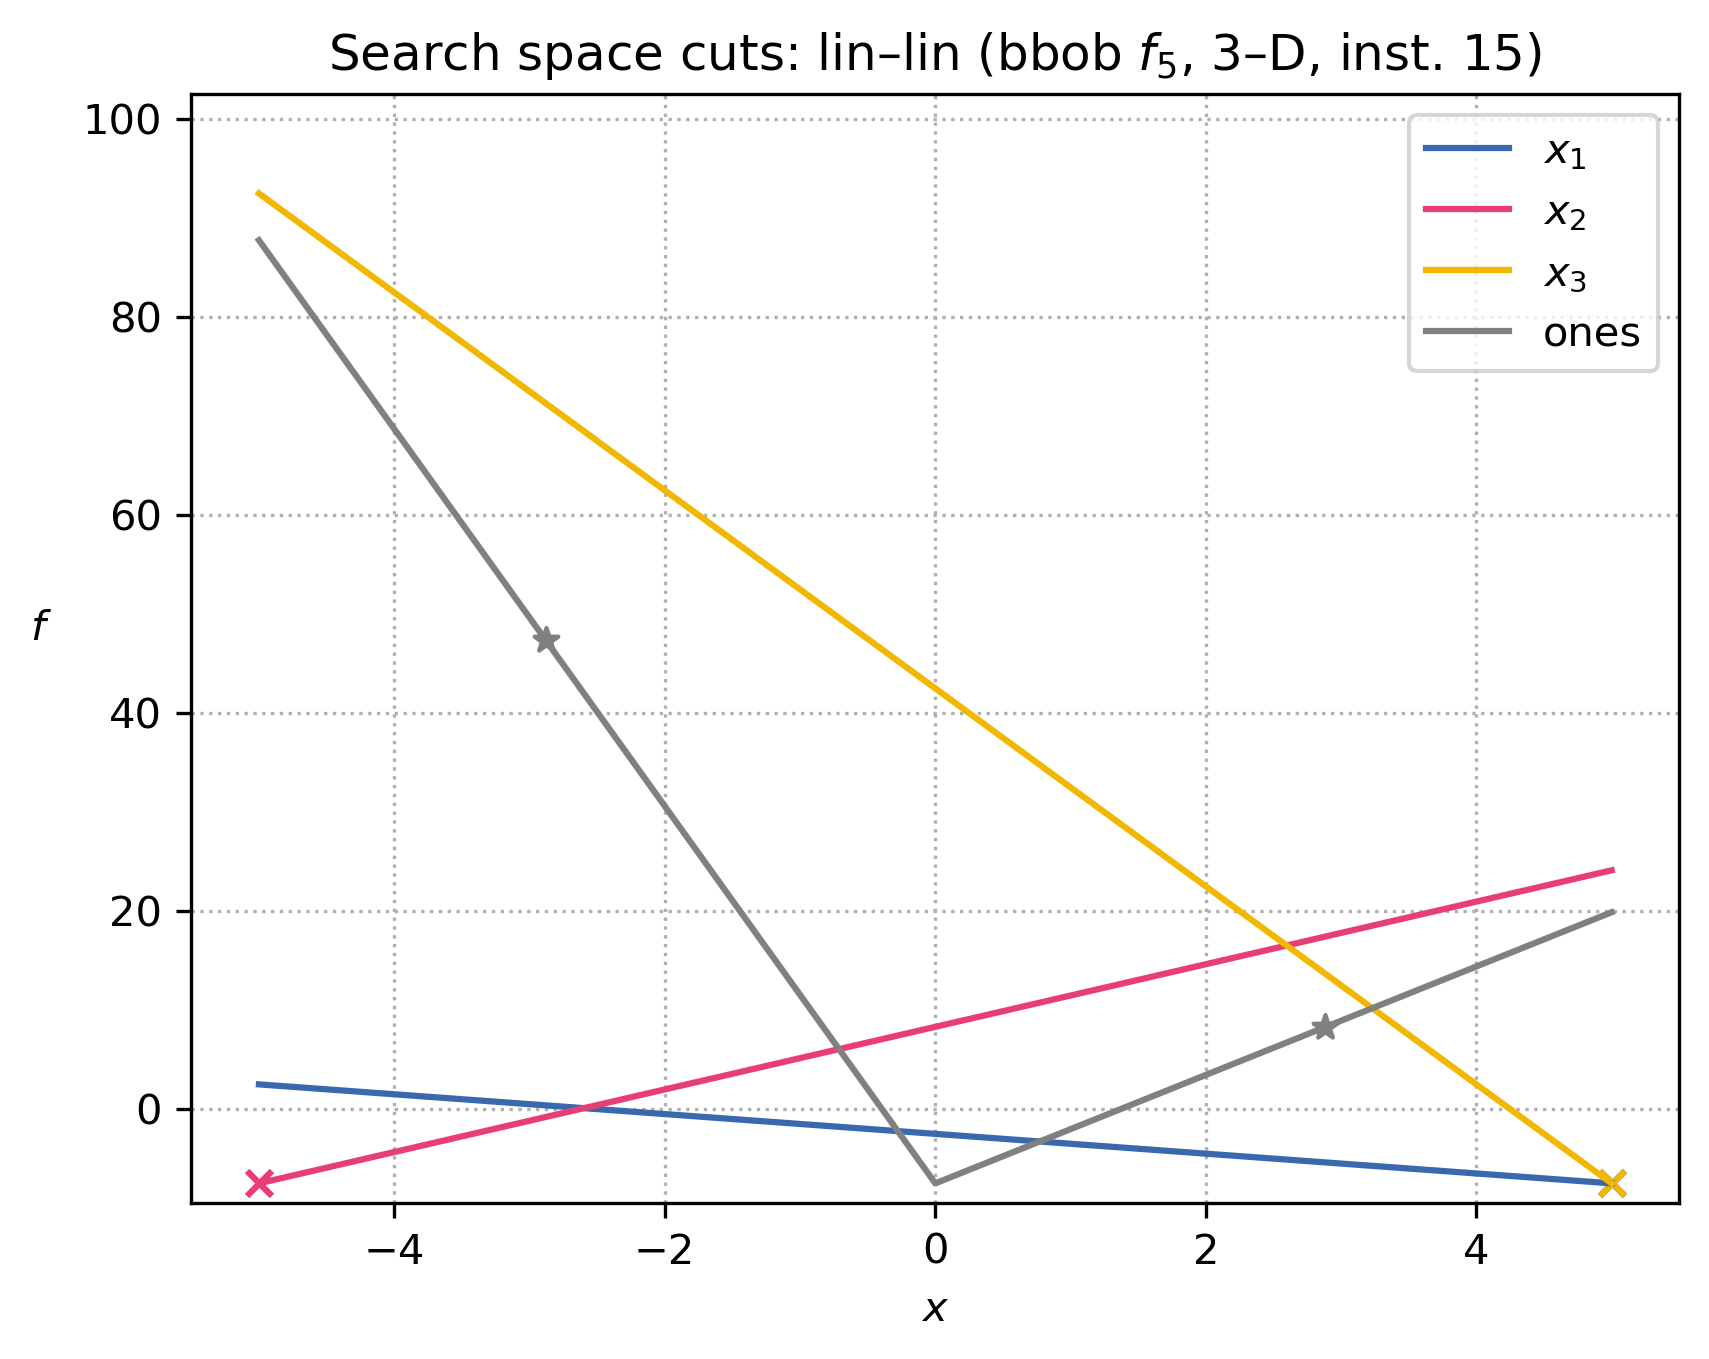 Search space cuts: lin–lin (bbob f₅, 3–D, inst. 15)
100
80
60
40
20
0
f
x₁
x₂
x₃
ones
−4
−2
0
2
4
x